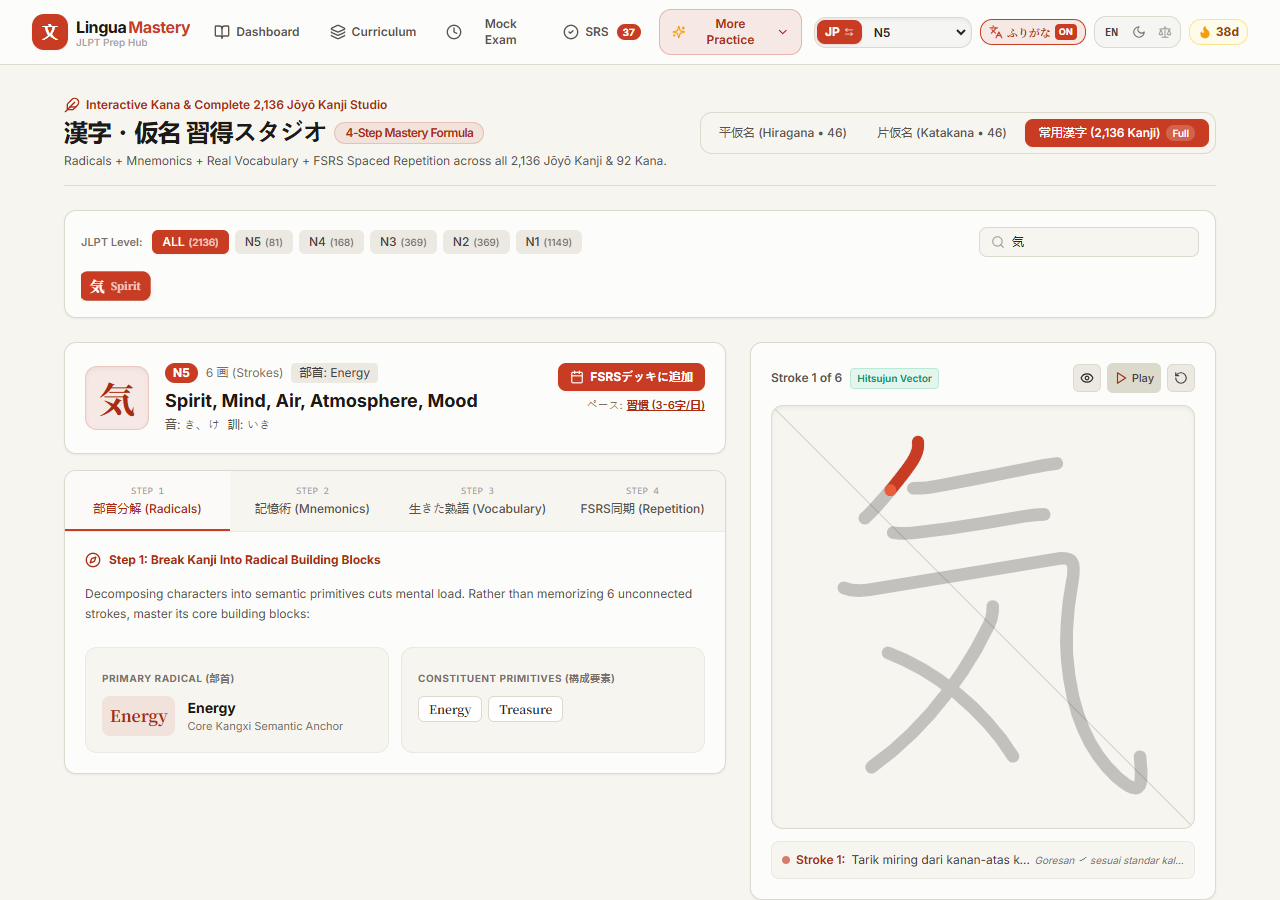 文 LinguaMastery
JLPT Prep Hub
Dashboard
Curriculum
Mock Exam
SRS 37
More Practice
JP N5
ふりがな ON
EN
38d
Interactive Kana & Complete 2,136 Jōyō Kanji Studio
漢字・仮名 習得スタジオ 4-Step Mastery Formula
Radicals + Mnemonics + Real Vocabulary + FSRS Spaced Repetition across all 2,136 Jōyō Kanji & 92 Kana.
平仮名 (Hiragana • 46) 片仮名 (Katakana • 46) 常用漢字 (2,136 Kanji) Full
JLPT Level: ALL (2136) N5 (81) N4 (168) N3 (369) N2 (369) N1 (1149)
気
気 Spirit
気
N5 6 画 (Strokes) 部首: Energy
Spirit, Mind, Air, Atmosphere, Mood
音: き、け 訓: いき
FSRSデッキに追加
ペース: 習慣 (3-6字/日)
STEP 1
部首分解 (Radicals)
STEP 2
記憶術 (Mnemonics)
STEP 3
生きた熟語 (Vocabulary)
STEP 4
FSRS同期 (Repetition)
Step 1: Break Kanji Into Radical Building Blocks
Decomposing characters into semantic primitives cuts mental load. Rather than memorizing 6 unconnected
strokes, master its core building blocks:
PRIMARY RADICAL (部首)
Energy
Energy
Core Kangxi Semantic Anchor
CONSTITUENT PRIMITIVES (構成要素)
Energy Treasure
Stroke 1 of 6 Hitsujun Vector
Play
気
Stroke 1: Tarik miring dari kanan-atas k... Goresan ㇒ sesuai standar kal...